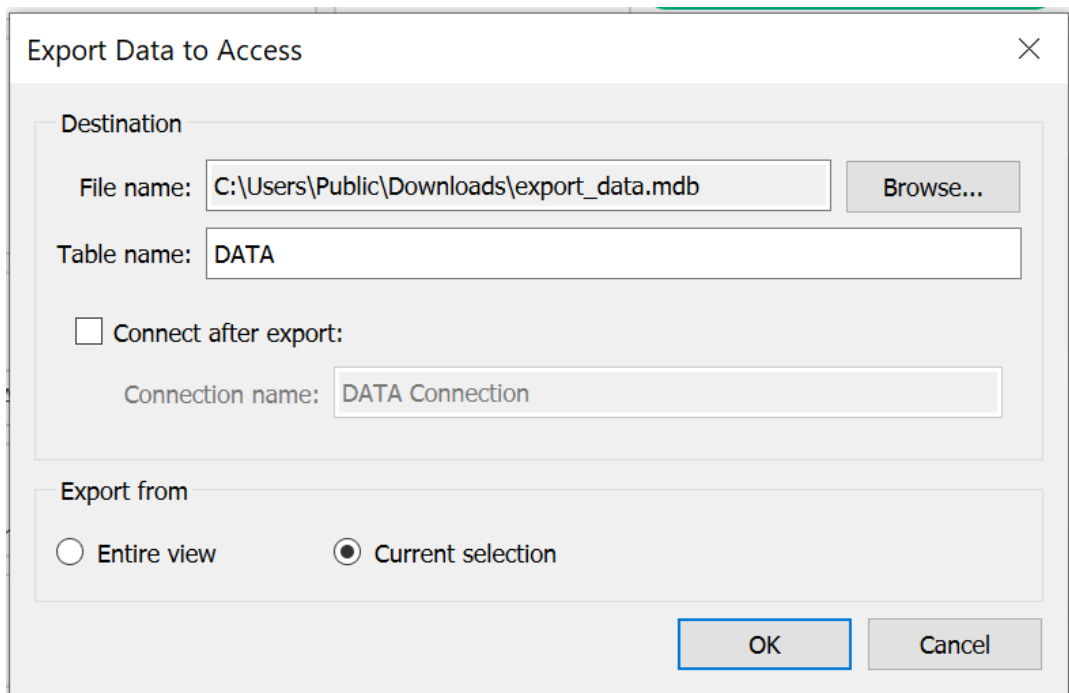 Export Data to Access
Destination
File name: C:\Users\Public\Downloads\export_data.mdb Browse...
Table name: DATA
Connect after export:
Connection name: DATA Connection
Export from
Entire view Current selection
OK Cancel